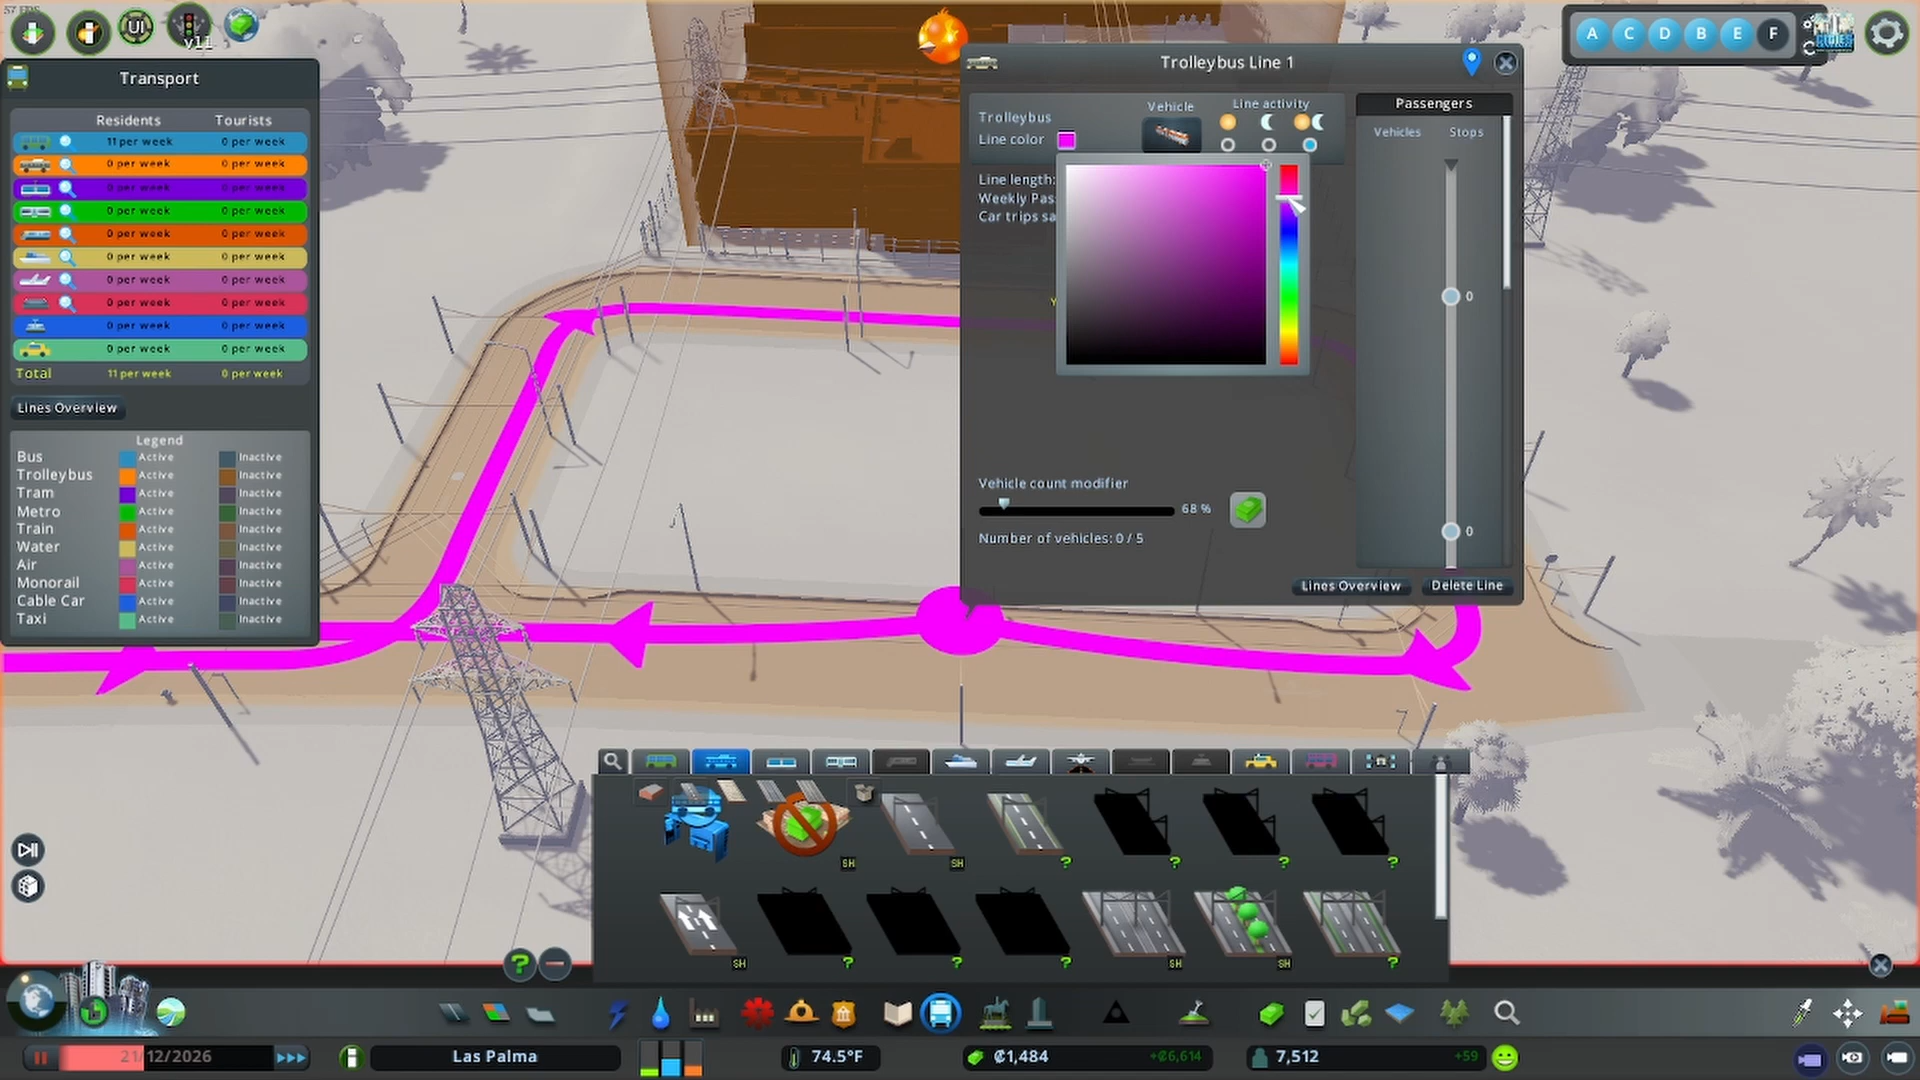 57 FPS
UI
v11
A C D B E F
Transport
Residents Tourists
11 per week 0 per week
0 per week 0 per week
0 per week 0 per week
0 per week 0 per week
0 per week 0 per week
0 per week 0 per week
0 per week 0 per week
0 per week 0 per week
0 per week 0 per week
0 per week 0 per week
Total 11 per week 0 per week
Lines Overview
Legend
Bus Active Inactive
Trolleybus Active Inactive
Tram Active Inactive
Metro Active Inactive
Train Active Inactive
Water Active Inactive
Air Active Inactive
Monorail Active Inactive
Cable Car Active Inactive
Taxi Active Inactive
Trolleybus Line 1
Trolleybus
Line color
Vehicle
Line activity
Line length:
Weekly Pas
Car trips sa
Passengers
Vehicles Stops
0
0
Vehicle count modifier
68 %
Number of vehicles: 0 / 5
Lines Overview
Delete Line
SH SH ? ? ? ?
SH ? ? ? SH SH ?
?
21/12/2026
Las Palma
74.5°F
₡1,484 +₡6,614
7,512 +59